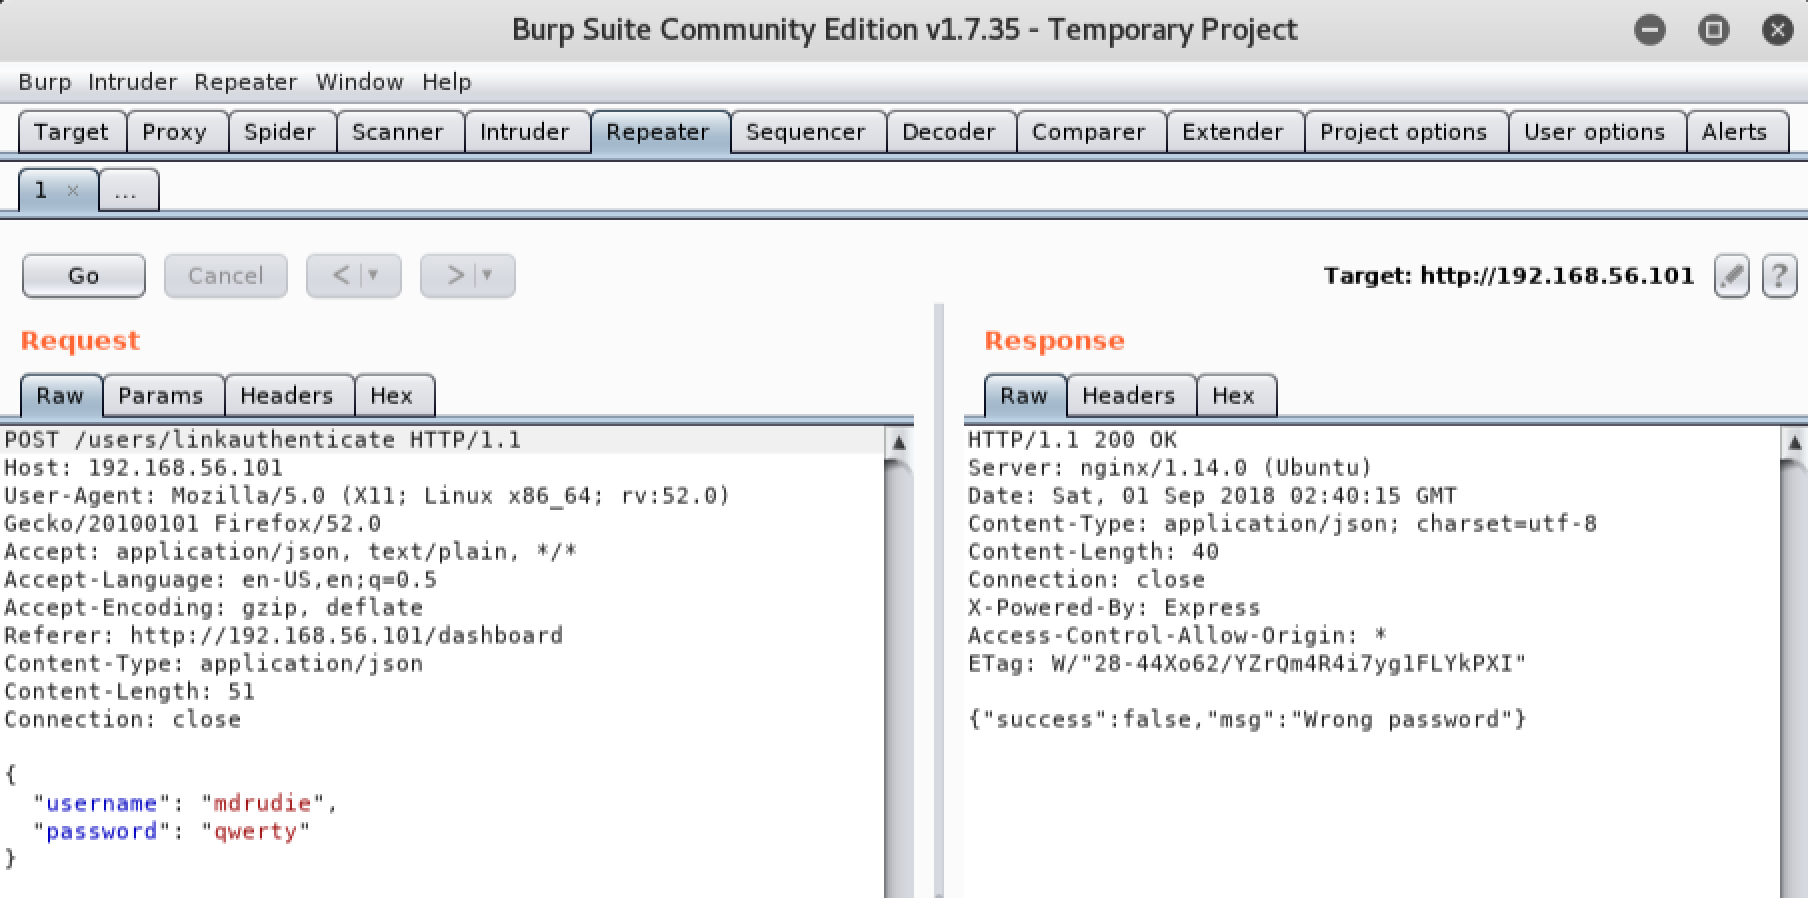 Burp Suite Community Edition v1.7.35 - Temporary Project
Burp Intruder Repeater Window Help
Target Proxy Spider Scanner Intruder Repeater Sequencer Decoder Comparer Extender Project options User options Alerts
1 × ...
Go Cancel < > Target: http://192.168.56.101 ?
Request
Raw Params Headers Hex
POST /users/linkauthenticate HTTP/1.1
Host: 192.168.56.101
User-Agent: Mozilla/5.0 (X11; Linux x86_64; rv:52.0)
Gecko/20100101 Firefox/52.0
Accept: application/json, text/plain, */*
Accept-Language: en-US,en;q=0.5
Accept-Encoding: gzip, deflate
Referer: http://192.168.56.101/dashboard
Content-Type: application/json
Content-Length: 51
Connection: close
{
"username": "mdrudie",
"password": "qwerty"
}
Response
Raw Headers Hex
HTTP/1.1 200 OK
Server: nginx/1.14.0 (Ubuntu)
Date: Sat, 01 Sep 2018 02:40:15 GMT
Content-Type: application/json; charset=utf-8
Content-Length: 40
Connection: close
X-Powered-By: Express
Access-Control-Allow-Origin: *
ETag: W/"28-44Xo62/YZrQm4R4i7yg1FLYkPXI"
{"success":false,"msg":"Wrong password"}